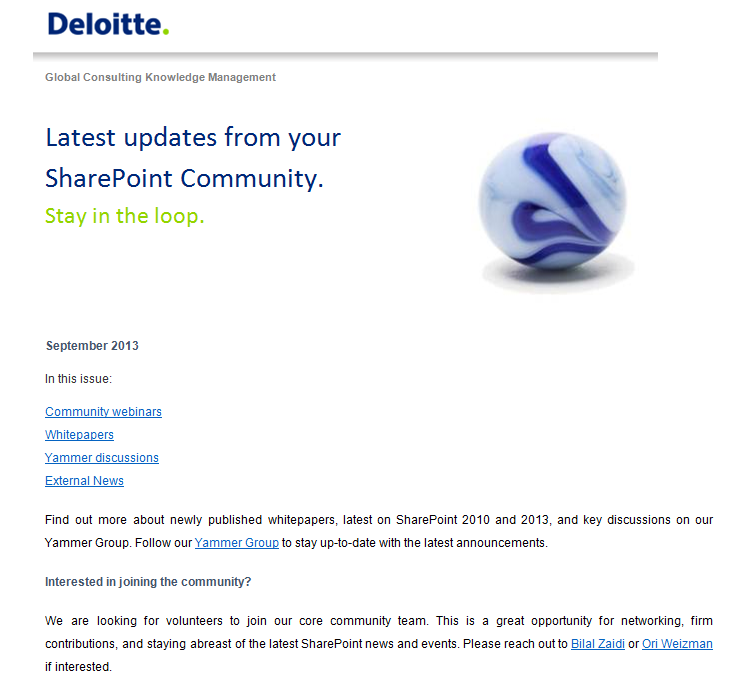 Deloitte.
Global Consulting Knowledge Management
Latest updates from your
SharePoint Community.
Stay in the loop.
September 2013
In this issue:
Community webinars
Whitepapers
Yammer discussions
External News
Find out more about newly published whitepapers, latest on SharePoint 2010 and 2013, and key discussions on our
Yammer Group. Follow our Yammer Group to stay up-to-date with the latest announcements.
Interested in joining the community?
We are looking for volunteers to join our core community team. This is a great opportunity for networking, firm
contributions, and staying abreast of the latest SharePoint news and events. Please reach out to Bilal Zaidi or Ori Weizman
if interested.